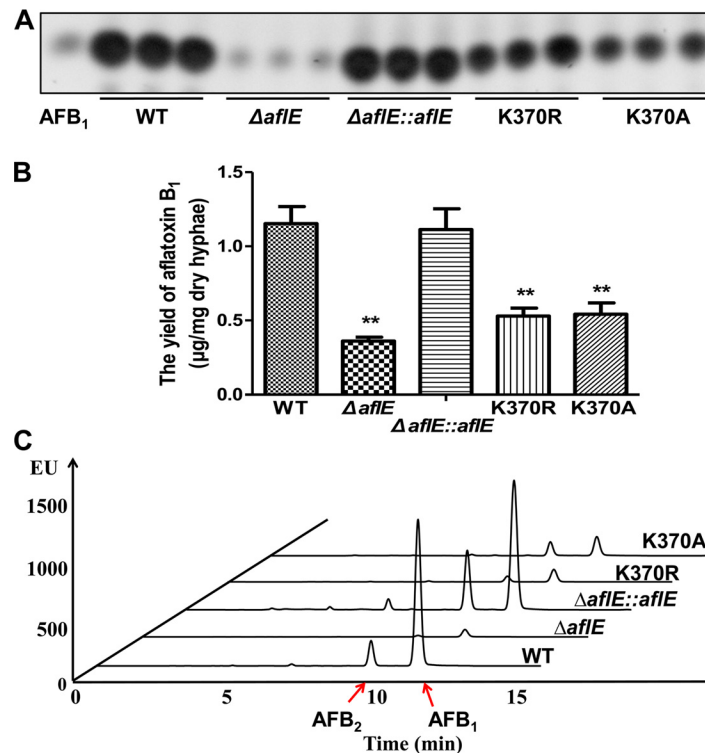 A
AFB1 WT ΔaflE ΔaflE::aflE K370R K370A
B
The yield of aflatoxin B1
(μg/mg dry hyphae)
1.5
1.0
0.5
0.0
**
**
**
WT ΔaflE ΔaflE::aflE K370R K370A
C
EU
1500
1000
500
0
K370A
K370R
ΔaflE::aflE
ΔaflE
WT
5 10 15
AFB2 AFB1
Time (min)